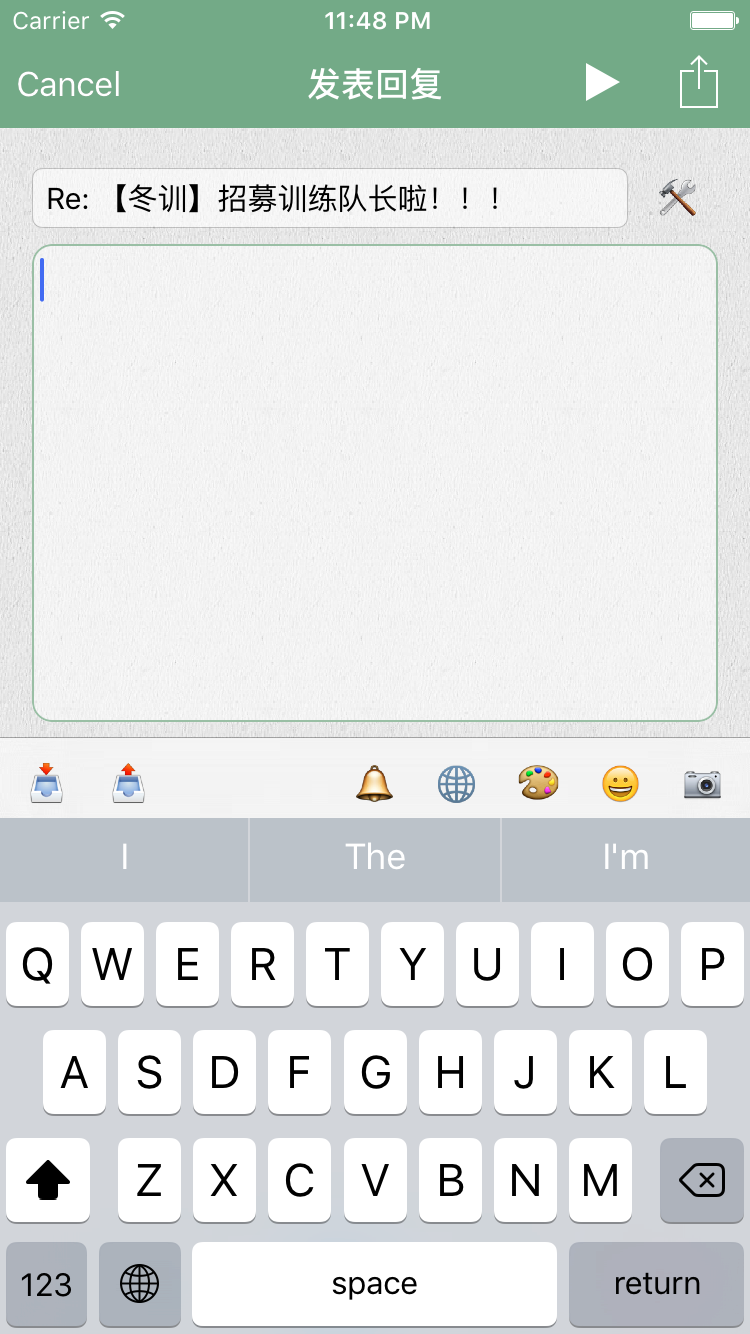 Carrier 11:48 PM
Cancel 发表回复
Re: 【冬训】招募训练队长啦！！！
I The I'm
Q W E R T Y U I O P
A S D F G H J K L
Z X C V B N M
123 space return